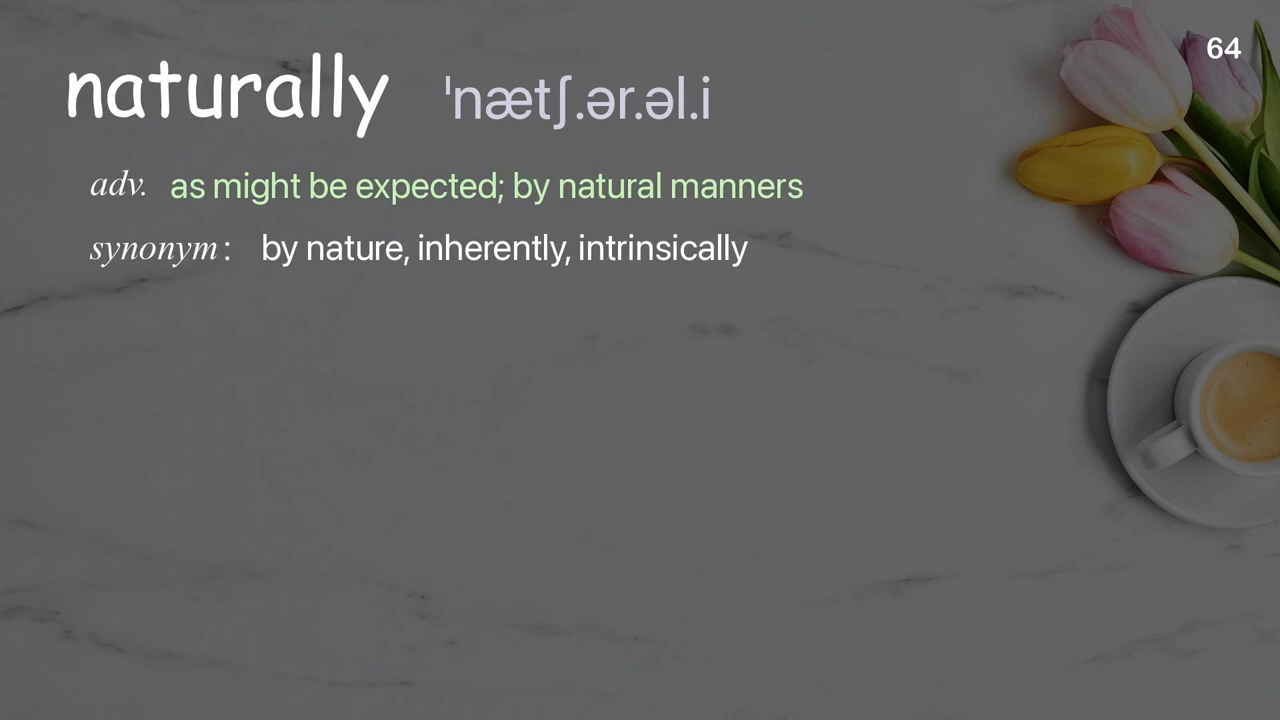 64
naturally ˈnætʃ.ər.əl.i
adv. as might be expected; by natural manners
synonym: by nature, inherently, intrinsically